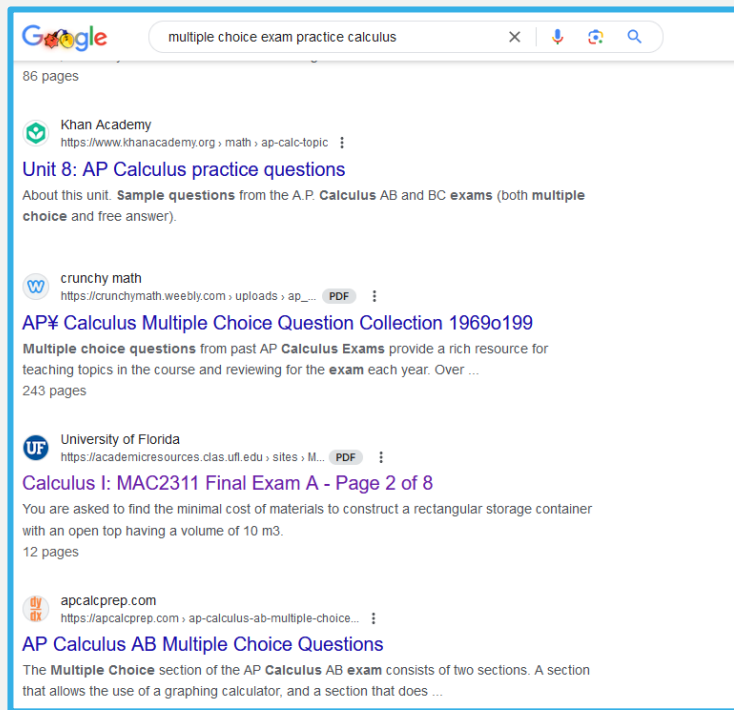 Google
multiple choice exam practice calculus
86 pages
Khan Academy
https://www.khanacademy.org › math › ap-calc-topic
Unit 8: AP Calculus practice questions
About this unit. Sample questions from the A.P. Calculus AB and BC exams (both multiple
choice and free answer).
crunchy math
https://crunchymath.weebly.com › uploads › ap_... PDF
AP¥ Calculus Multiple Choice Question Collection 1969o199
Multiple choice questions from past AP Calculus Exams provide a rich resource for
teaching topics in the course and reviewing for the exam each year. Over ...
243 pages
UF
University of Florida
https://academicresources.clas.ufl.edu › sites › M... PDF
Calculus I: MAC2311 Final Exam A - Page 2 of 8
You are asked to find the minimal cost of materials to construct a rectangular storage container
with an open top having a volume of 10 m3.
12 pages
dy
dx
apcalcprep.com
https://apcalcprep.com › ap-calculus-ab-multiple-choice...
AP Calculus AB Multiple Choice Questions
The Multiple Choice section of the AP Calculus AB exam consists of two sections. A section
that allows the use of a graphing calculator, and a section that does ...